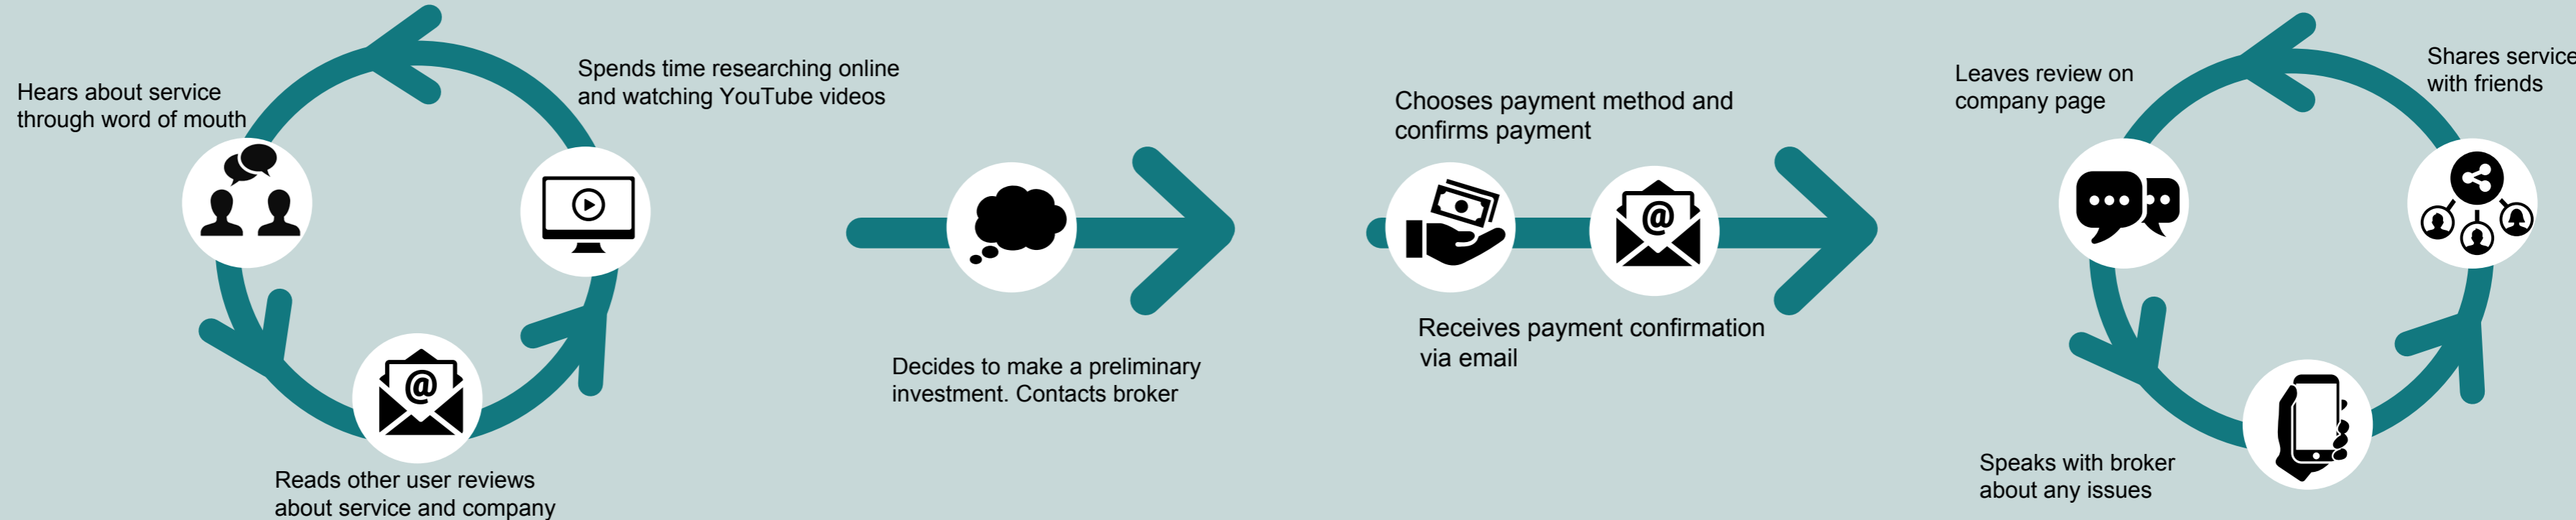 Hears about service
through word of mouth
Spends time researching online
and watching YouTube videos
Reads other user reviews
about service and company
Decides to make a preliminary
investment. Contacts broker
Chooses payment method and
confirms payment
Receives payment confirmation
via email
Leaves review on
company page
Shares service
with friends
Speaks with broker
about any issues
@
@